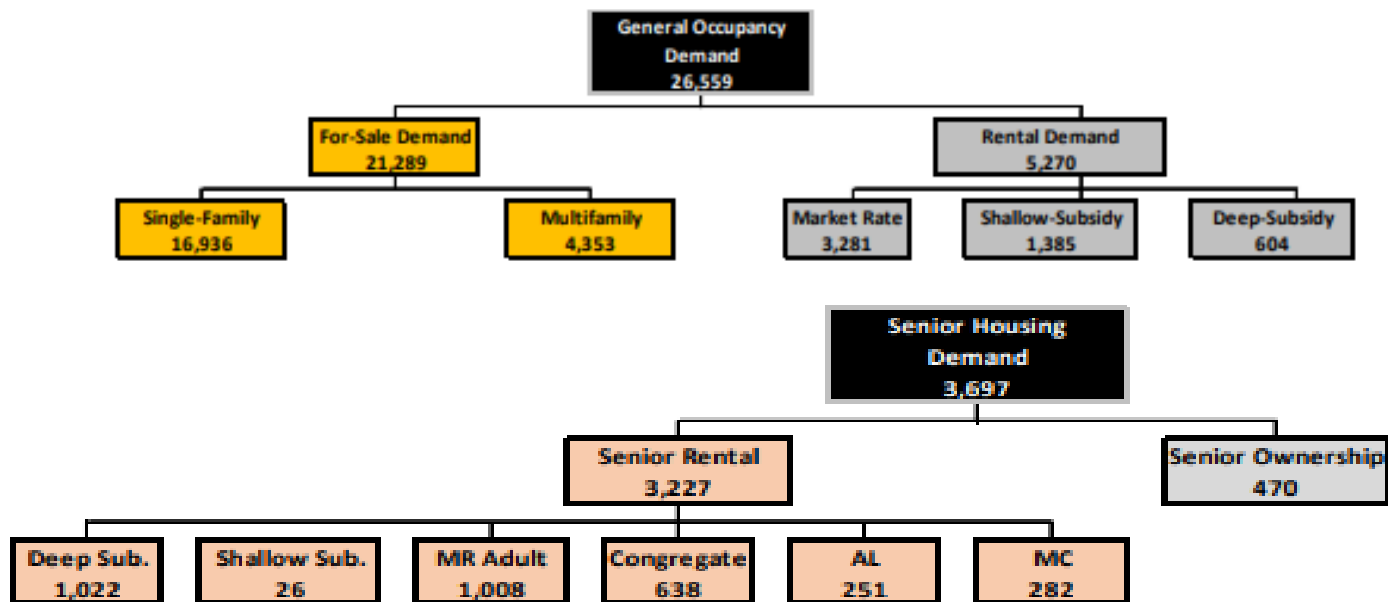 General Occupancy
Demand
26,559
For-Sale Demand
21,289
Rental Demand
5,270
Single-Family
16,936
Multifamily
4,353
Market Rate
3,281
Shallow-Subsidy
1,385
Deep-Subsidy
604
Senior Housing
Demand
3,697
Senior Rental
3,227
Senior Ownership
470
Deep Sub.
1,022
Shallow Sub.
26
MR Adult
1,008
Congregate
638
AL
251
MC
282